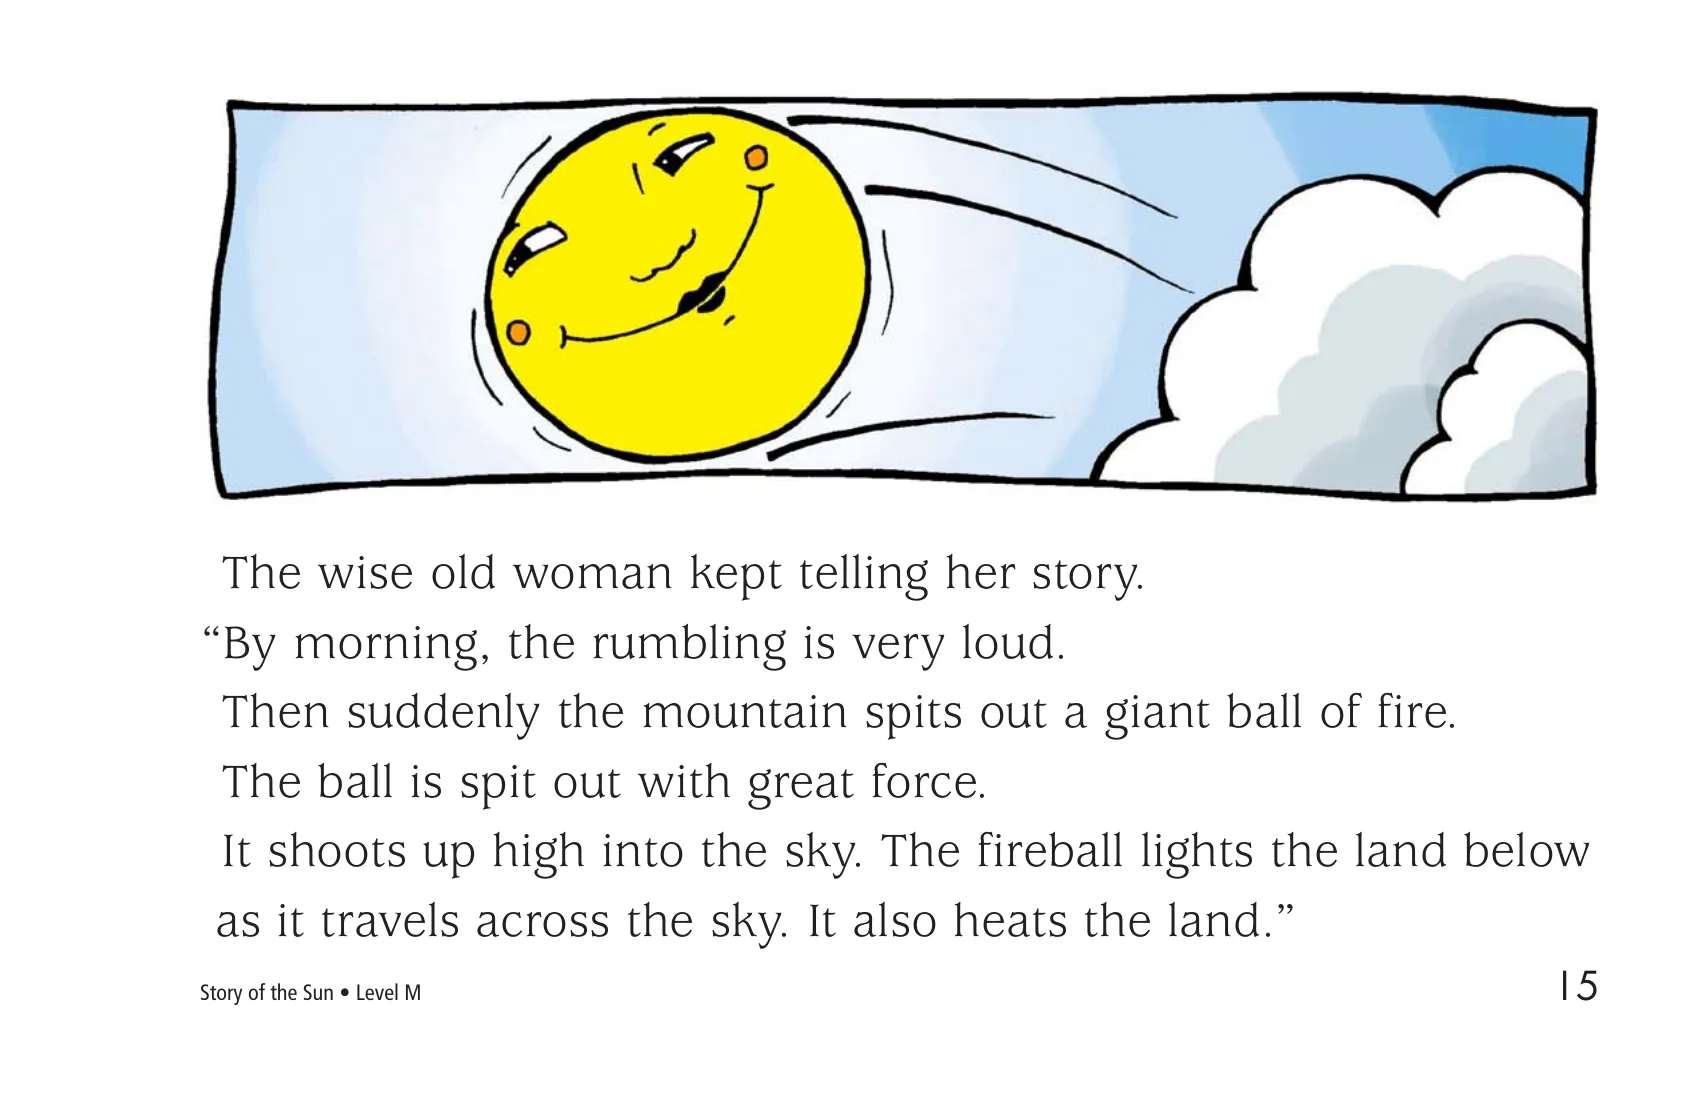 The wise old woman kept telling her story.
“By morning, the rumbling is very loud.
Then suddenly the mountain spits out a giant ball of fire.
The ball is spit out with great force.
It shoots up high into the sky. The fireball lights the land below
as it travels across the sky. It also heats the land.”
Story of the Sun • Level M
15